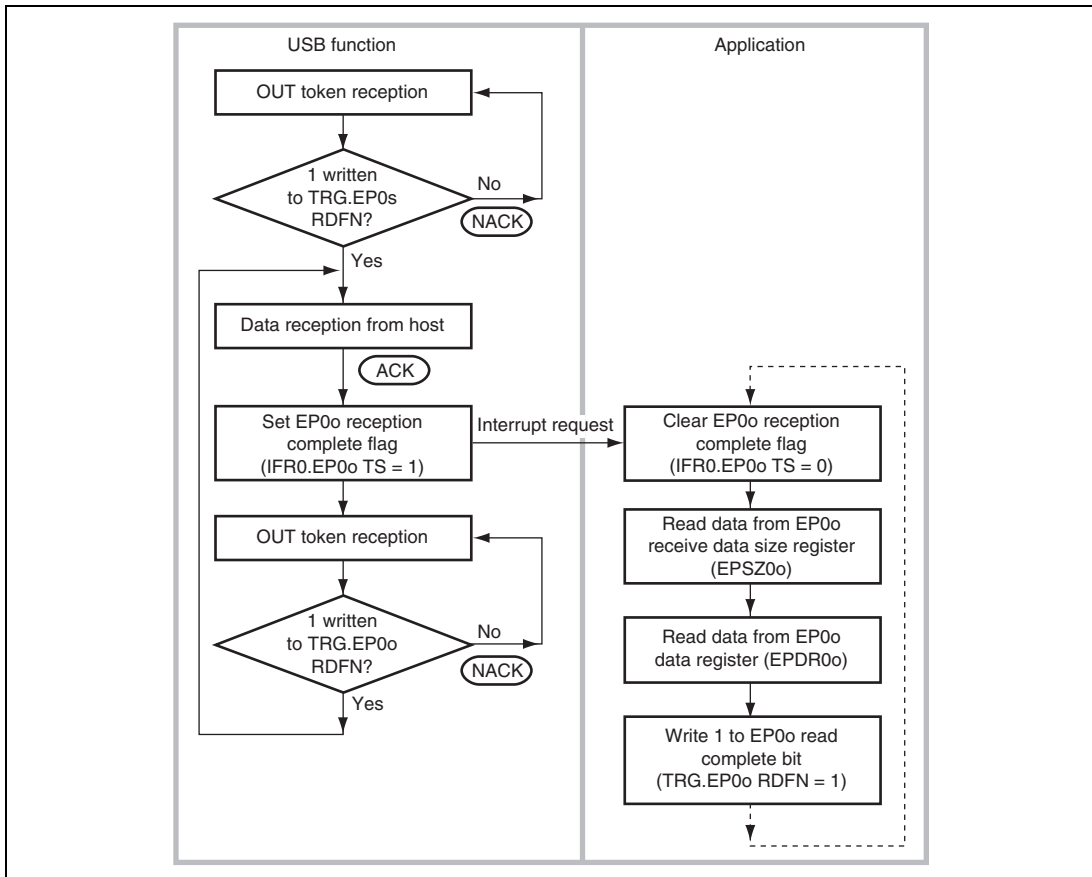 USB function
Application
OUT token reception
1 written
to TRG.EP0s
RDFN?
No
NACK
Yes
Data reception from host
ACK
Set EP0o reception
complete flag
(IFR0.EP0o TS = 1)
Interrupt request
Clear EP0o reception
complete flag
(IFR0.EP0o TS = 0)
OUT token reception
Read data from EP0o
receive data size register
(EPSZ0o)
1 written
to TRG.EP0o
RDFN?
No
NACK
Yes
Read data from EP0o
data register (EPDR0o)
Write 1 to EP0o read
complete bit
(TRG.EP0o RDFN = 1)